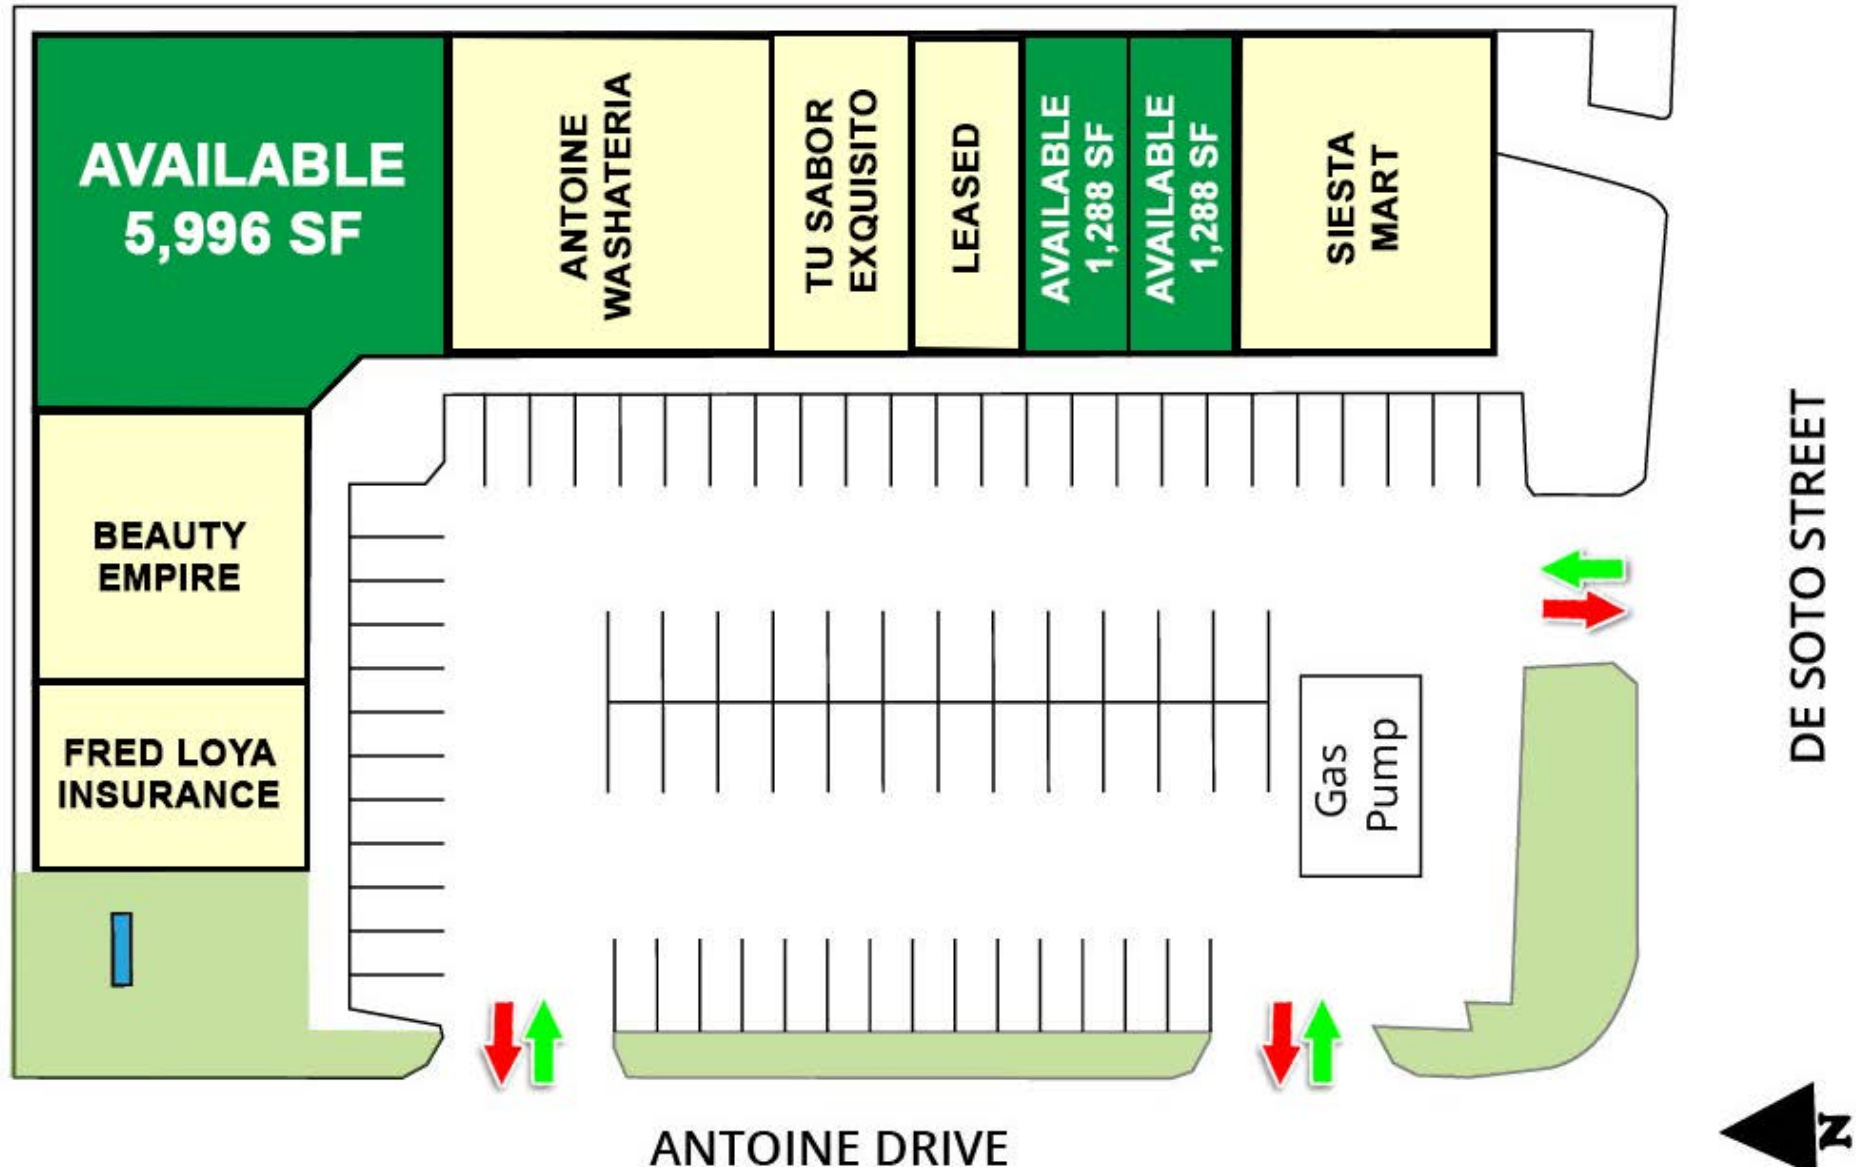 AVAILABLE
5,996 SF
ANTOINE
WASHATERIA
TU SABOR
EXQUISITO
LEASED
AVAILABLE
1,288 SF
AVAILABLE
1,288 SF
SIESTA
MART
BEAUTY
EMPIRE
FRED LOYA
INSURANCE
Gas
Pump
DE SOTO STREET
ANTOINE DRIVE
N